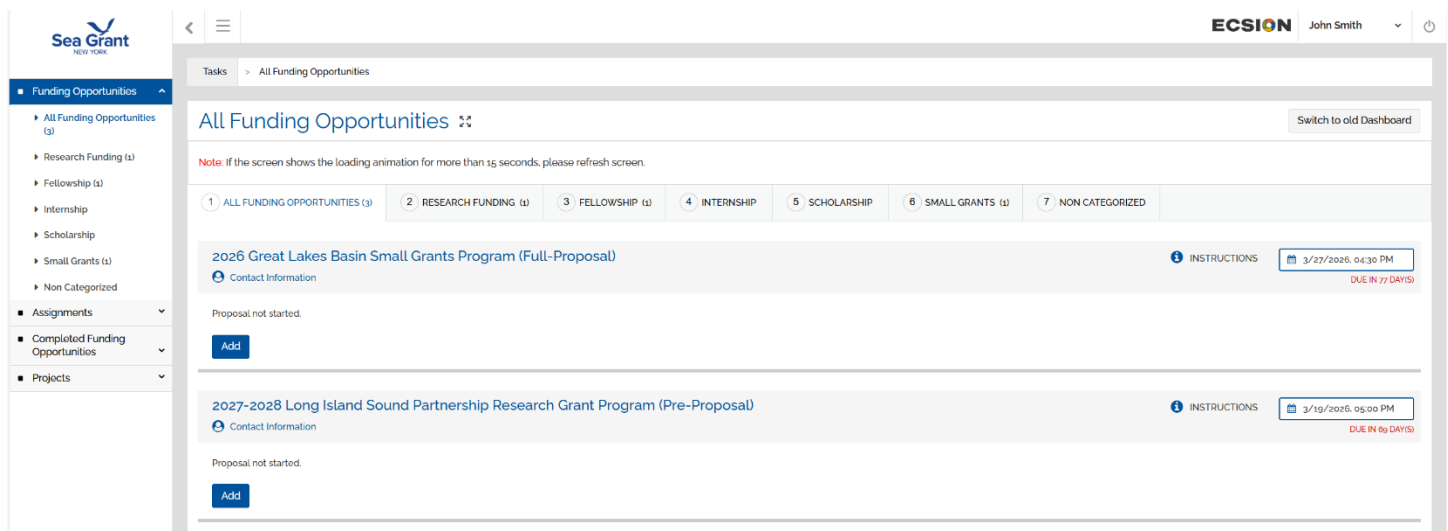 Sea Grant
NEW YORK
ECSION
John Smith
Tasks > All Funding Opportunities
Funding Opportunities
All Funding Opportunities
(3)
Research Funding (1)
Fellowship (1)
Internship
Scholarship
Small Grants (1)
Non Categorized
Assignments
Completed Funding
Opportunities
Projects
All Funding Opportunities
Switch to old Dashboard
Note: If the screen shows the loading animation for more than 15 seconds, please refresh screen.
1 ALL FUNDING OPPORTUNITIES (3) 2 RESEARCH FUNDING (1) 3 FELLOWSHIP (1) 4 INTERNSHIP 5 SCHOLARSHIP 6 SMALL GRANTS (1) 7 NON CATEGORIZED
2026 Great Lakes Basin Small Grants Program (Full-Proposal)
INSTRUCTIONS
3/27/2026, 04:30 PM
Contact Information
DUE IN 77 DAY(S)
Proposal not started.
Add
2027-2028 Long Island Sound Partnership Research Grant Program (Pre-Proposal)
INSTRUCTIONS
3/19/2026, 05:00 PM
Contact Information
DUE IN 69 DAY(S)
Proposal not started.
Add